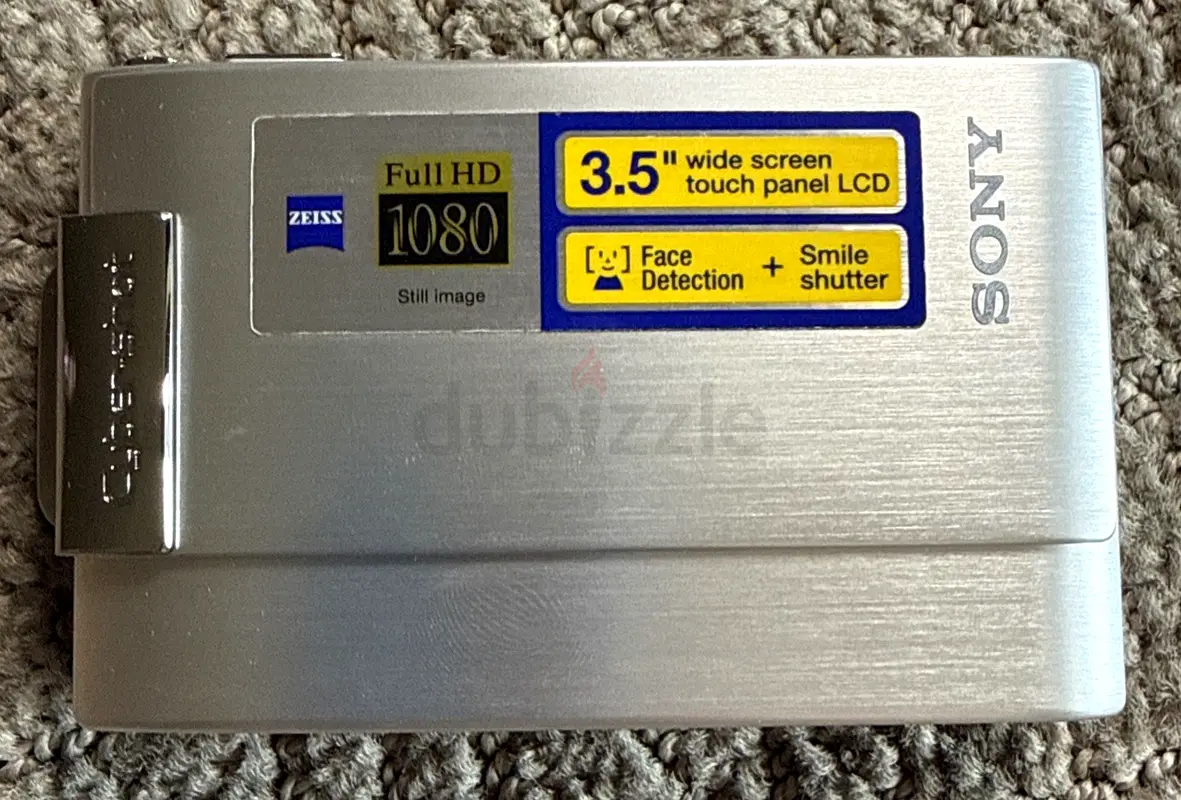 Cyber-shot
ZEISS
Full HD
1080
Still image
3.5" wide screen
touch panel LCD
Face
Detection
+
Smile
shutter
SONY
dubizzle